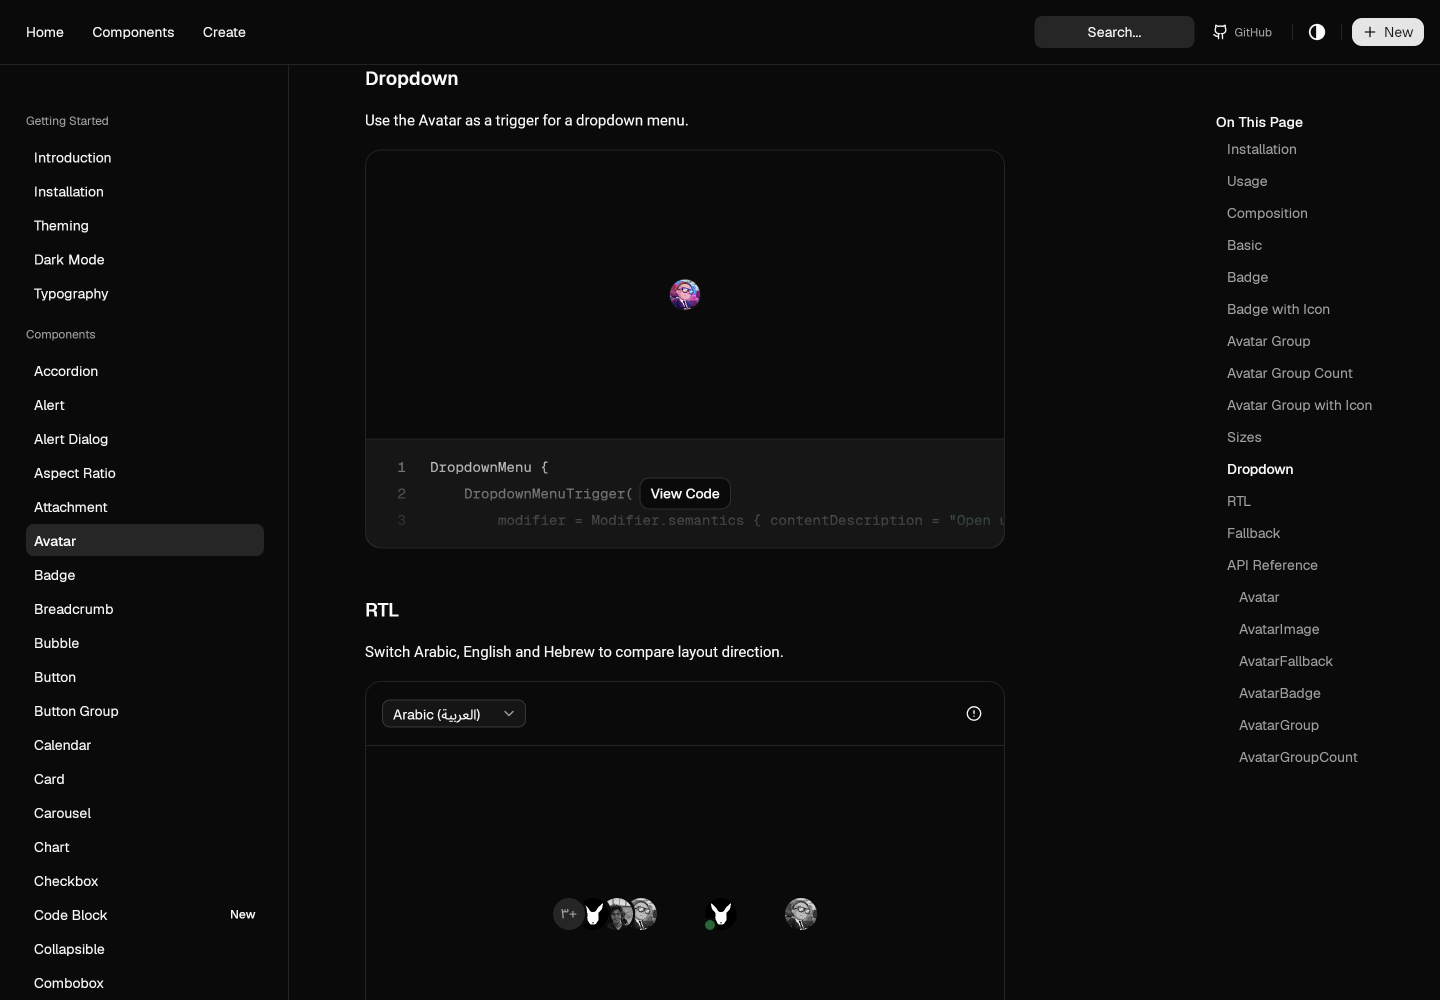 Home
Components
Create
Search...
GitHub
New
Getting Started
Introduction
Installation
Theming
Dark Mode
Typography
Components
Accordion
Alert
Alert Dialog
Aspect Ratio
Attachment
Avatar
Badge
Breadcrumb
Bubble
Button
Button Group
Calendar
Card
Carousel
Chart
Checkbox
Code Block New
Collapsible
Combobox
Dropdown
Use the Avatar as a trigger for a dropdown menu.
1 DropdownMenu {
2 DropdownMenuTrigger(
View Code
3 modifier = Modifier.semantics { contentDescription = "Open u
RTL
Switch Arabic, English and Hebrew to compare layout direction.
Arabic (العربية)
+٣
On This Page
Installation
Usage
Composition
Basic
Badge
Badge with Icon
Avatar Group
Avatar Group Count
Avatar Group with Icon
Sizes
Dropdown
RTL
Fallback
API Reference
Avatar
AvatarImage
AvatarFallback
AvatarBadge
AvatarGroup
AvatarGroupCount